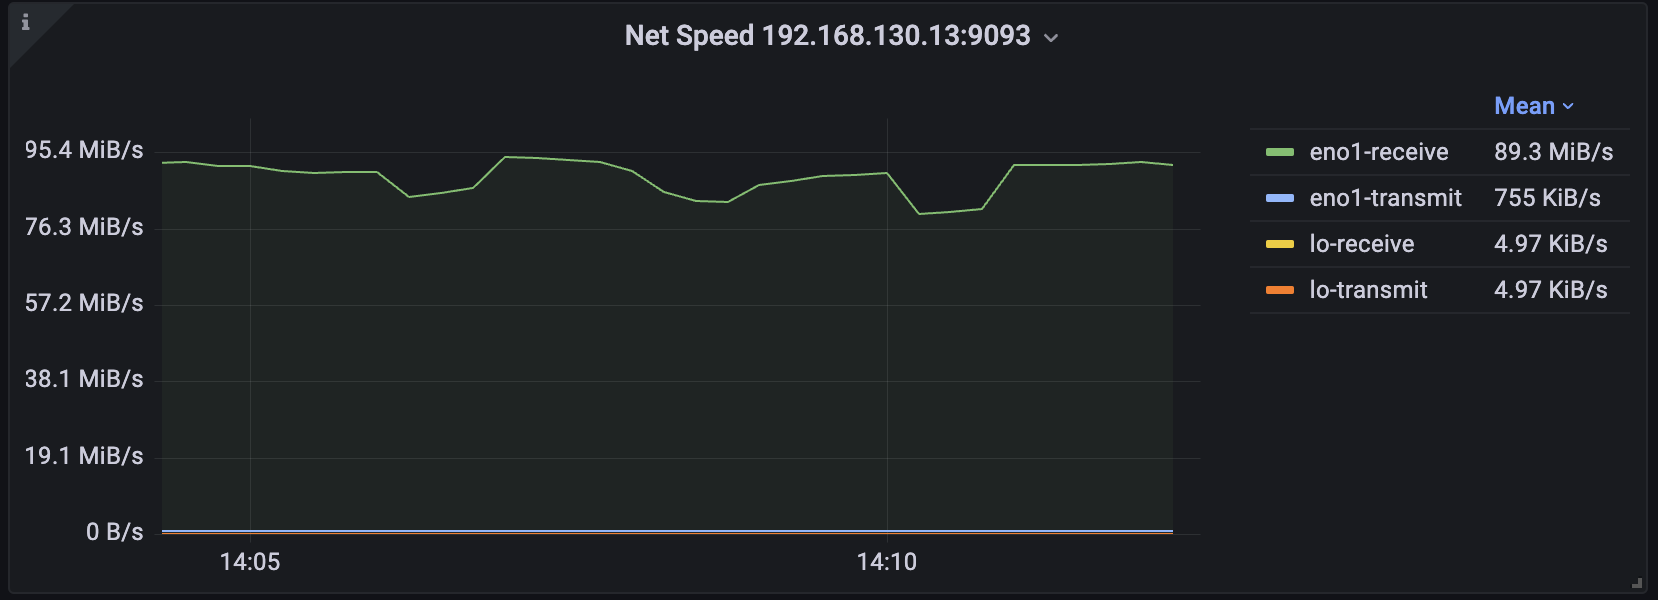 Net Speed 192.168.130.13:9093
Mean
95.4 MiB/s
76.3 MiB/s
57.2 MiB/s
38.1 MiB/s
19.1 MiB/s
0 B/s
14:05 14:10
eno1-receive 89.3 MiB/s
eno1-transmit 755 KiB/s
lo-receive 4.97 KiB/s
lo-transmit 4.97 KiB/s